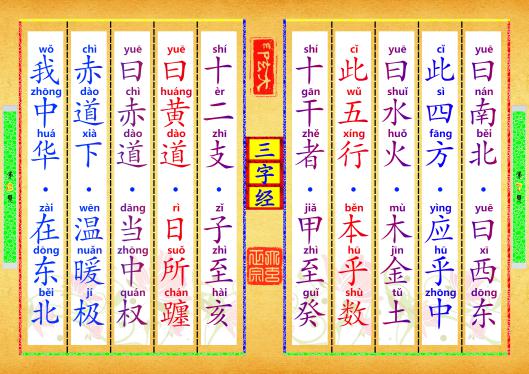 yuē nán běi yuē xī dōng
曰南北·曰西东
cǐ sì fāng yìng hū zhōng
此四方·应乎中
yuē shuǐ huǒ mù jīn tǔ
曰水火·木金土
cǐ wǔ xíng běn hū shù
此五行·本乎数
shí gān zhě jiǎ zhì guǐ
十干者·甲至癸
三字经
shí èr zhī zǐ zhì hài
十二支·子至亥
yuē huáng dào rì suǒ chán
曰黄道·日所躔
yuē chì dào dāng zhōng quán
曰赤道·当中权
chì dào xià wēn nuǎn jí
赤道下·温暖极
wǒ zhōng huá zài dōng běi
我中华·在东北